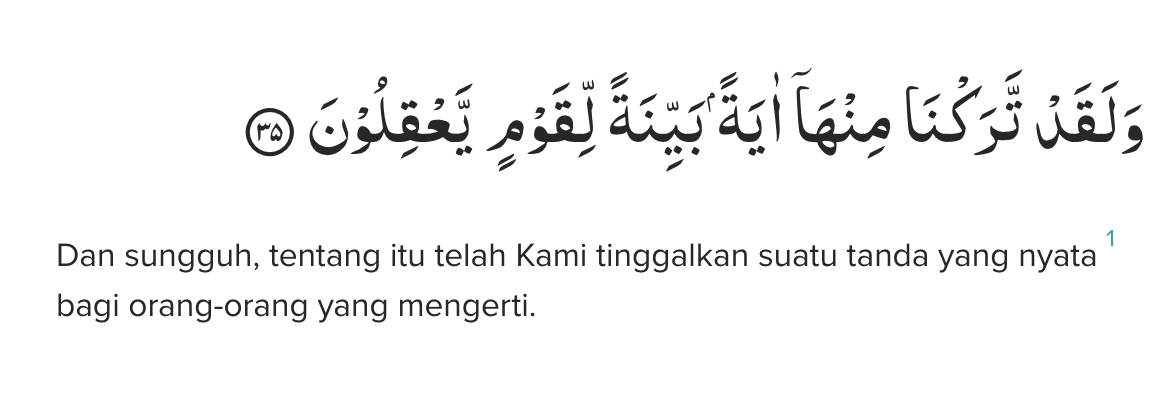 وَلَقَدْ تَّرَكْنَا مِنْهَآ اٰيَةًۢ بَيِّنَةً لِّقَوْمٍ يَّعْقِلُوْنَ ٣٥
Dan sungguh, tentang itu telah Kami tinggalkan suatu tanda yang nyata 1
bagi orang-orang yang mengerti.